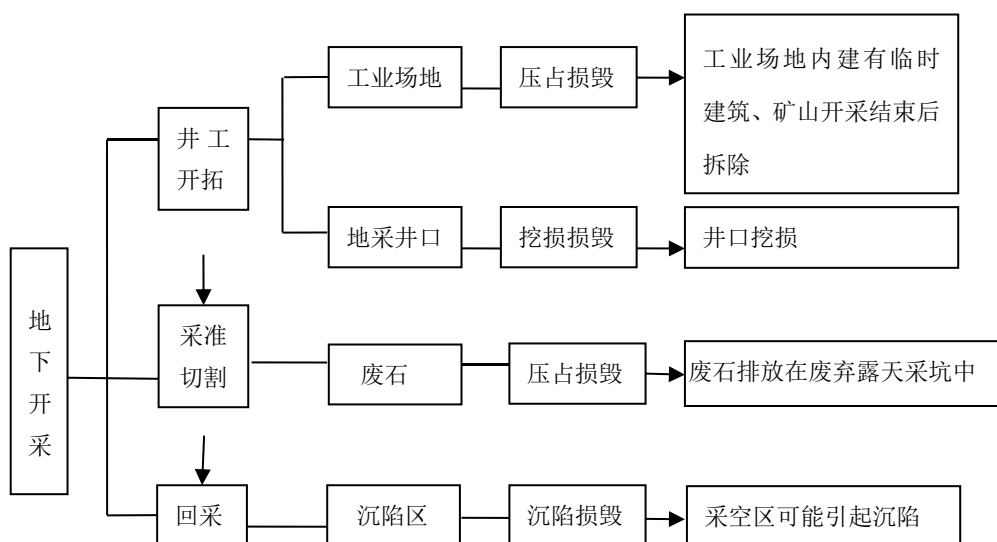 工业场地
压占损毁
工业场地内建有临时
建筑、矿山开采结束后
拆除
井工
开拓
地采井口
挖损损毁
井口挖损
地
下
开
采
采准
切割
废石
压占损毁
废石排放在废弃露天采坑中
回采
沉陷区
沉陷损毁
采空区可能引起沉陷